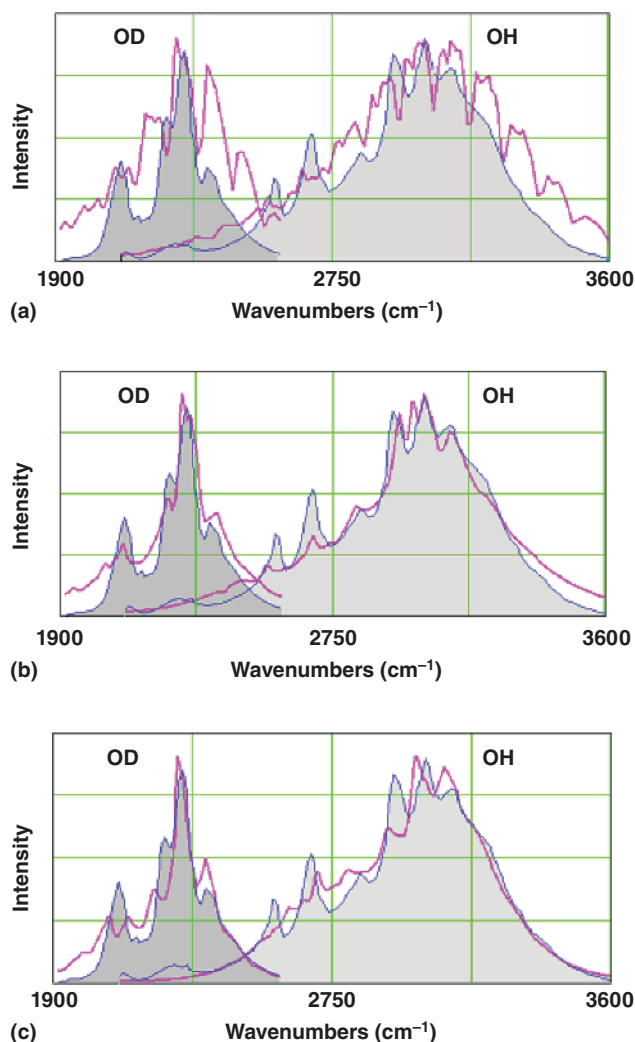 OD OH
Intensity
1900 2750 3600
(a) Wavenumbers (cm⁻¹)
OD OH
Intensity
1900 2750 3600
(b) Wavenumbers (cm⁻¹)
OD OH
Intensity
1900 2750 3600
(c) Wavenumbers (cm⁻¹)